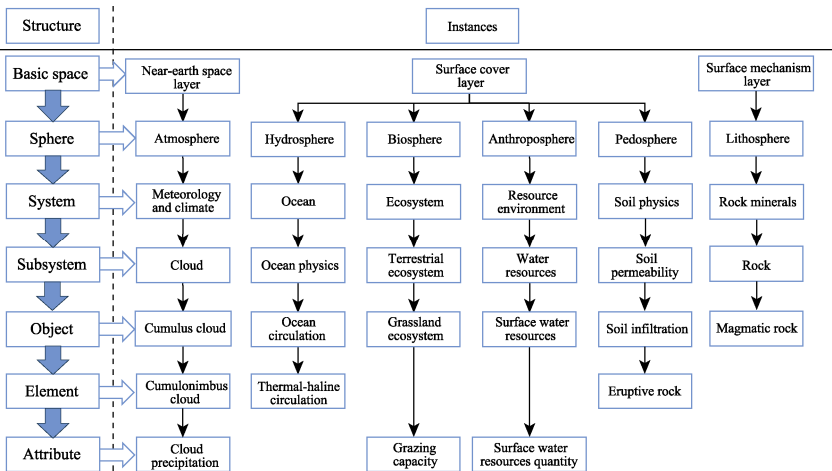 Structure
Instances
Basic space
Near-earth space
layer
Surface cover
layer
Surface mechanism
layer
Sphere
Atmosphere
Hydrosphere
Biosphere
Anthroposphere
Pedosphere
Lithosphere
System
Meteorology
and climate
Ocean
Ecosystem
Resource
environment
Soil physics
Rock minerals
Subsystem
Cloud
Ocean physics
Terrestrial
ecosystem
Water
resources
Soil
permeability
Rock
Object
Cumulus cloud
Ocean
circulation
Grassland
ecosystem
Surface water
resources
Soil infiltration
Magmatic rock
Element
Cumulonimbus
cloud
Thermal-haline
circulation
Eruptive rock
Attribute
Cloud
precipitation
Grazing
capacity
Surface water
resources quantity